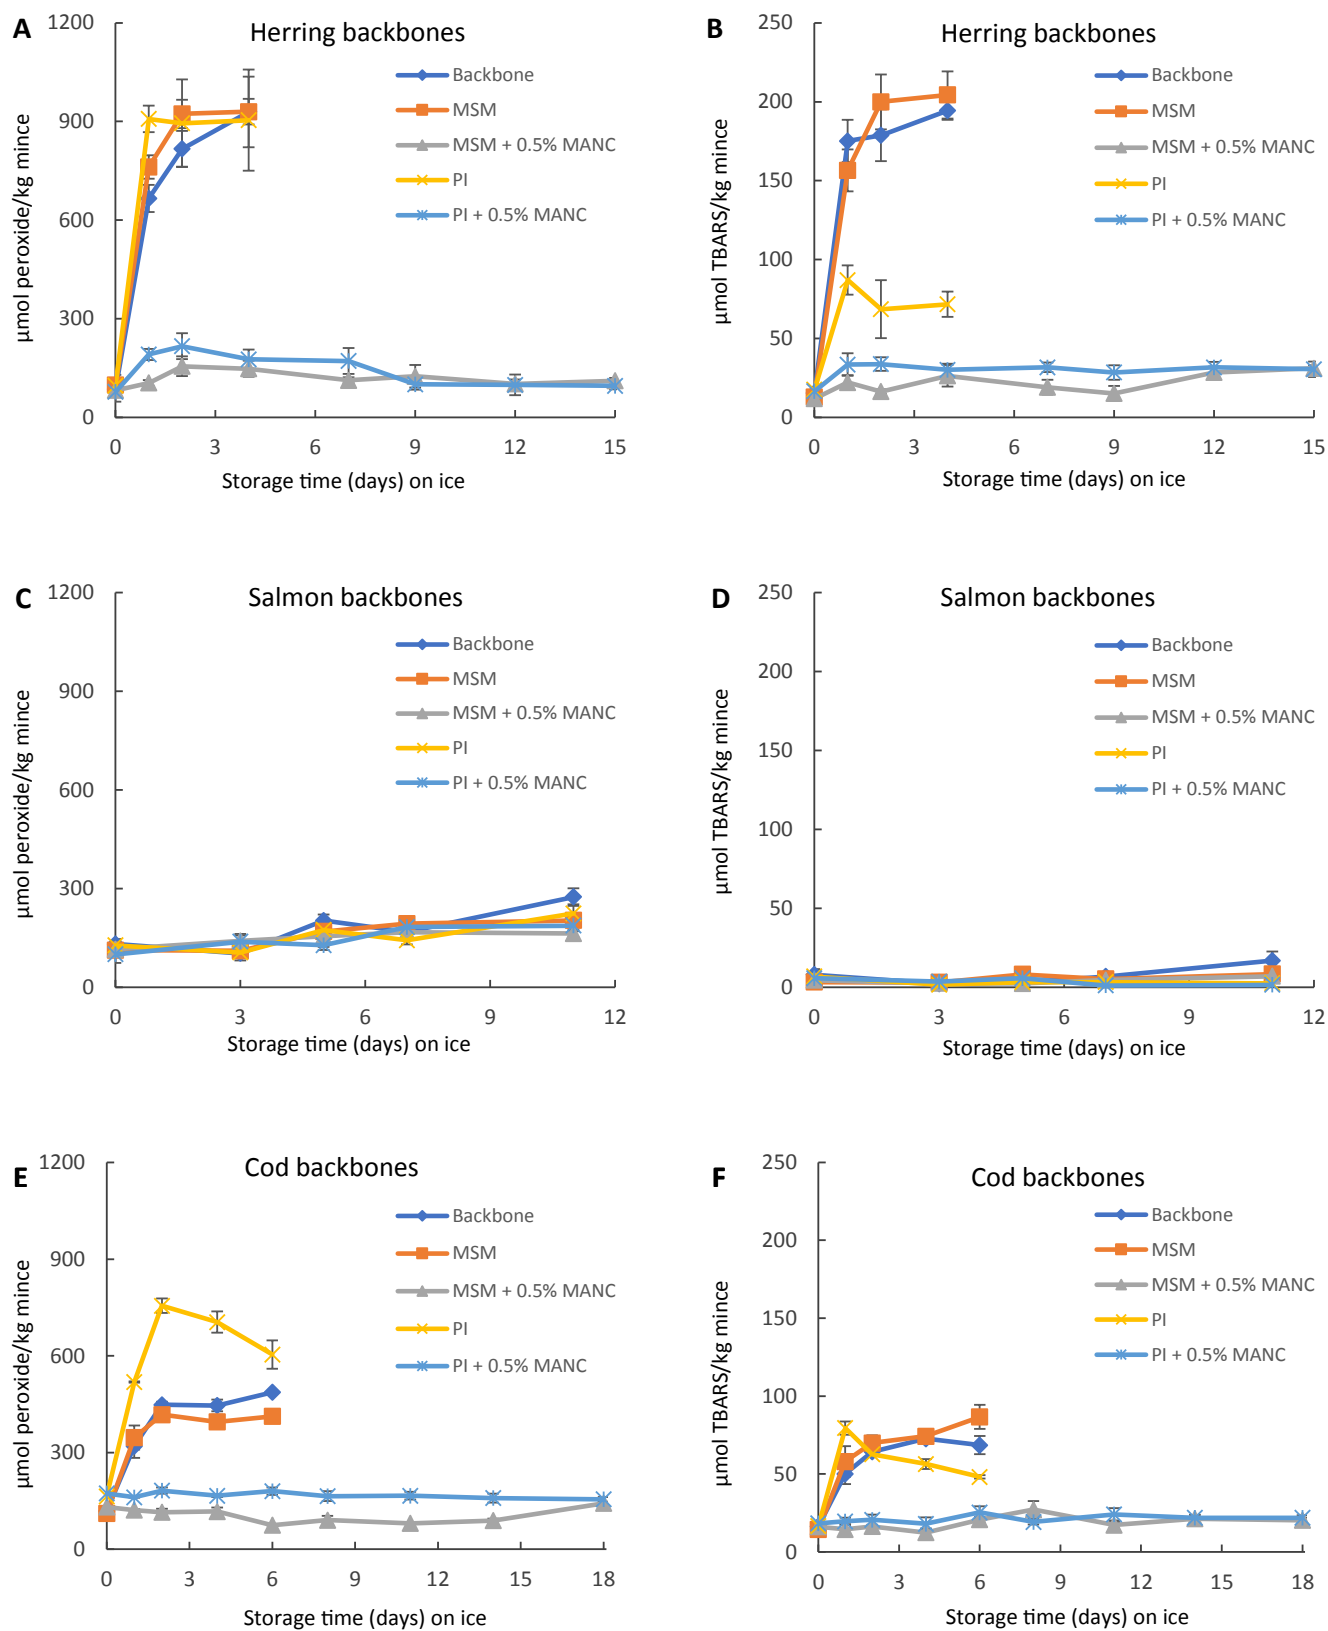 A
Herring backbones
1200
900
600
300
0
µmol peroxide/kg mince
Backbone
MSM
MSM + 0.5% MANC
PI
PI + 0.5% MANC
0 3 6 9 12 15
Storage time (days) on ice
B
Herring backbones
250
200
150
100
50
0
µmol TBARS/kg mince
Backbone
MSM
MSM + 0.5% MANC
PI
PI + 0.5% MANC
0 3 6 9 12 15
Storage time (days) on ice
C
Salmon backbones
1200
900
600
300
0
µmol peroxide/kg mince
Backbone
MSM
MSM + 0.5% MANC
PI
PI + 0.5% MANC
0 3 6 9 12
Storage time (days) on ice
D
Salmon backbones
250
200
150
100
50
0
µmol TBARS/kg mince
Backbone
MSM
MSM + 0.5% MANC
PI
PI + 0.5% MANC
0 3 6 9 12
Storage time (days) on ice
E
Cod backbones
1200
900
600
300
0
µmol peroxide/kg mince
Backbone
MSM
MSM + 0.5% MANC
PI
PI + 0.5% MANC
0 3 6 9 12 15 18
Storage time (days) on ice
F
Cod backbones
250
200
150
100
50
0
µmol TBARS/kg mince
Backbone
MSM
MSM + 0.5% MANC
PI
PI + 0.5% MANC
0 3 6 9 12 15 18
Storage time (days) on ice